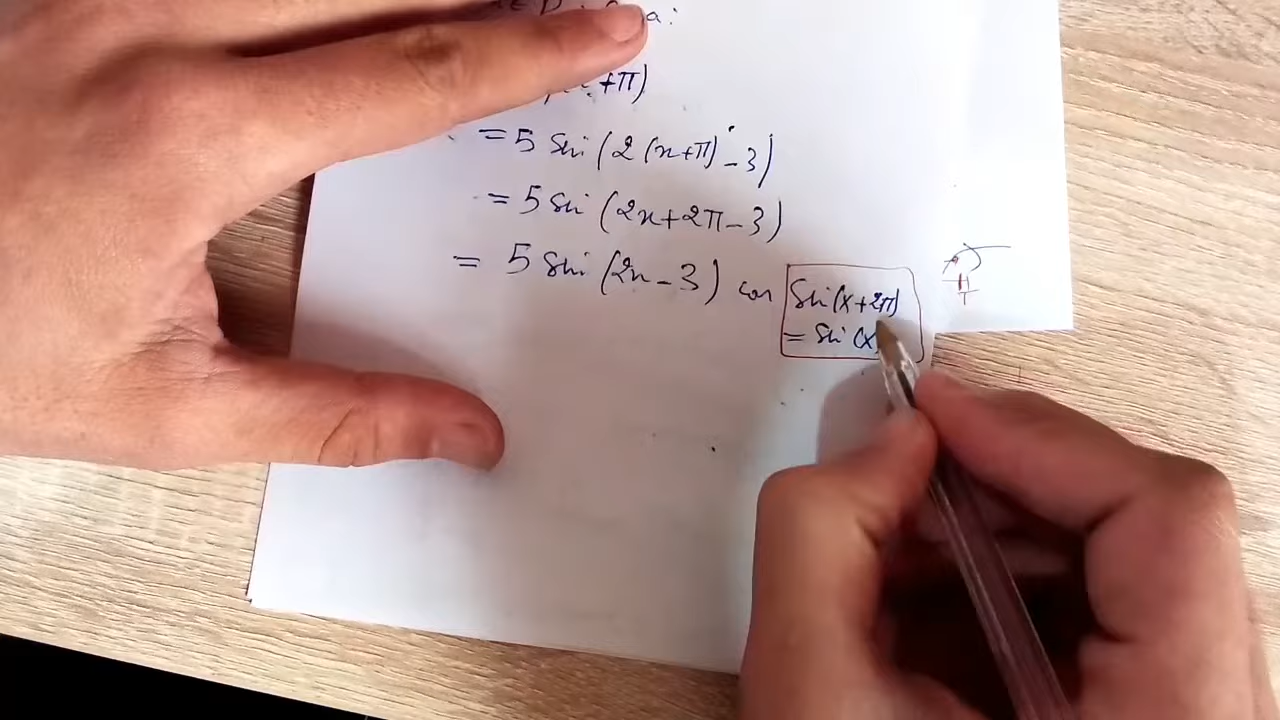 +π)
= 5 sin (2 (x+π) - 3)
= 5 sin (2x+2π-3)
= 5 sin (2x-3) car
sin(x+2π)
= sin (x